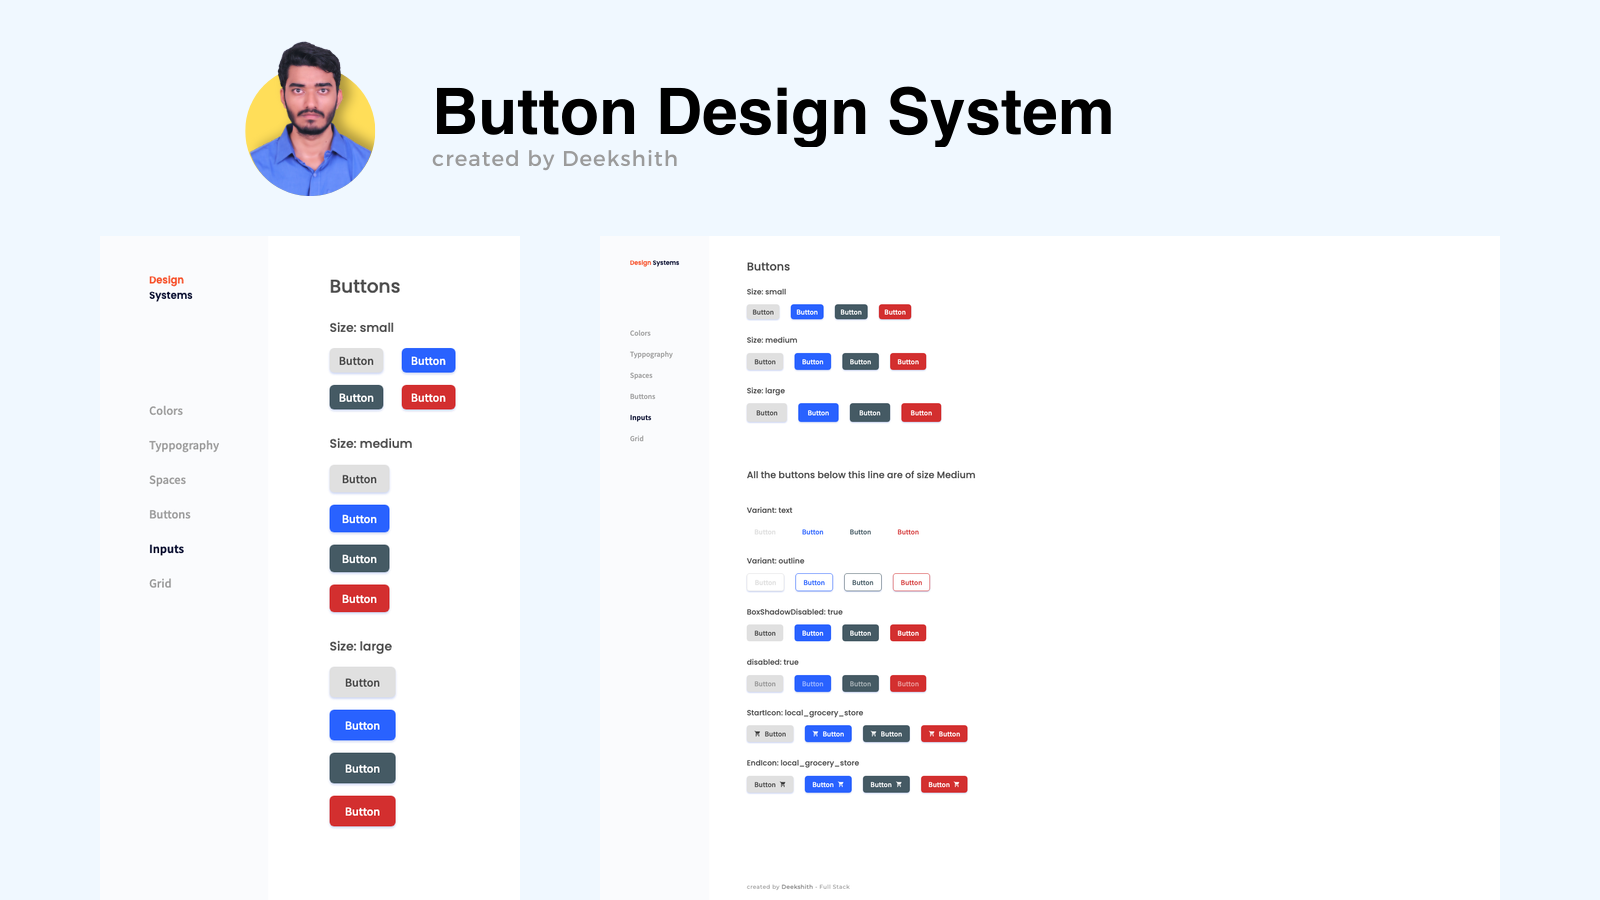 Button Design System
created by Deekshith
Design
Systems
Colors
Typpography
Spaces
Buttons
Inputs
Grid
Buttons
Size: small
Button Button
Button Button
Size: medium
Button
Button
Button
Button
Size: large
Button
Button
Button
Button
Design Systems
Colors
Typpography
Spaces
Buttons
Inputs
Grid
Buttons
Size: small
Button Button Button Button
Size: medium
Button Button Button Button
Size: large
Button Button Button Button
All the buttons below this line are of size Medium
Variant: text
Button Button Button Button
Variant: outline
Button Button Button Button
BoxShadowDisabled: true
Button Button Button Button
disabled: true
Button Button Button Button
StartIcon: local_grocery_store
Button Button Button Button
EndIcon: local_grocery_store
Button Button Button Button
created by Deekshith - Full Stack